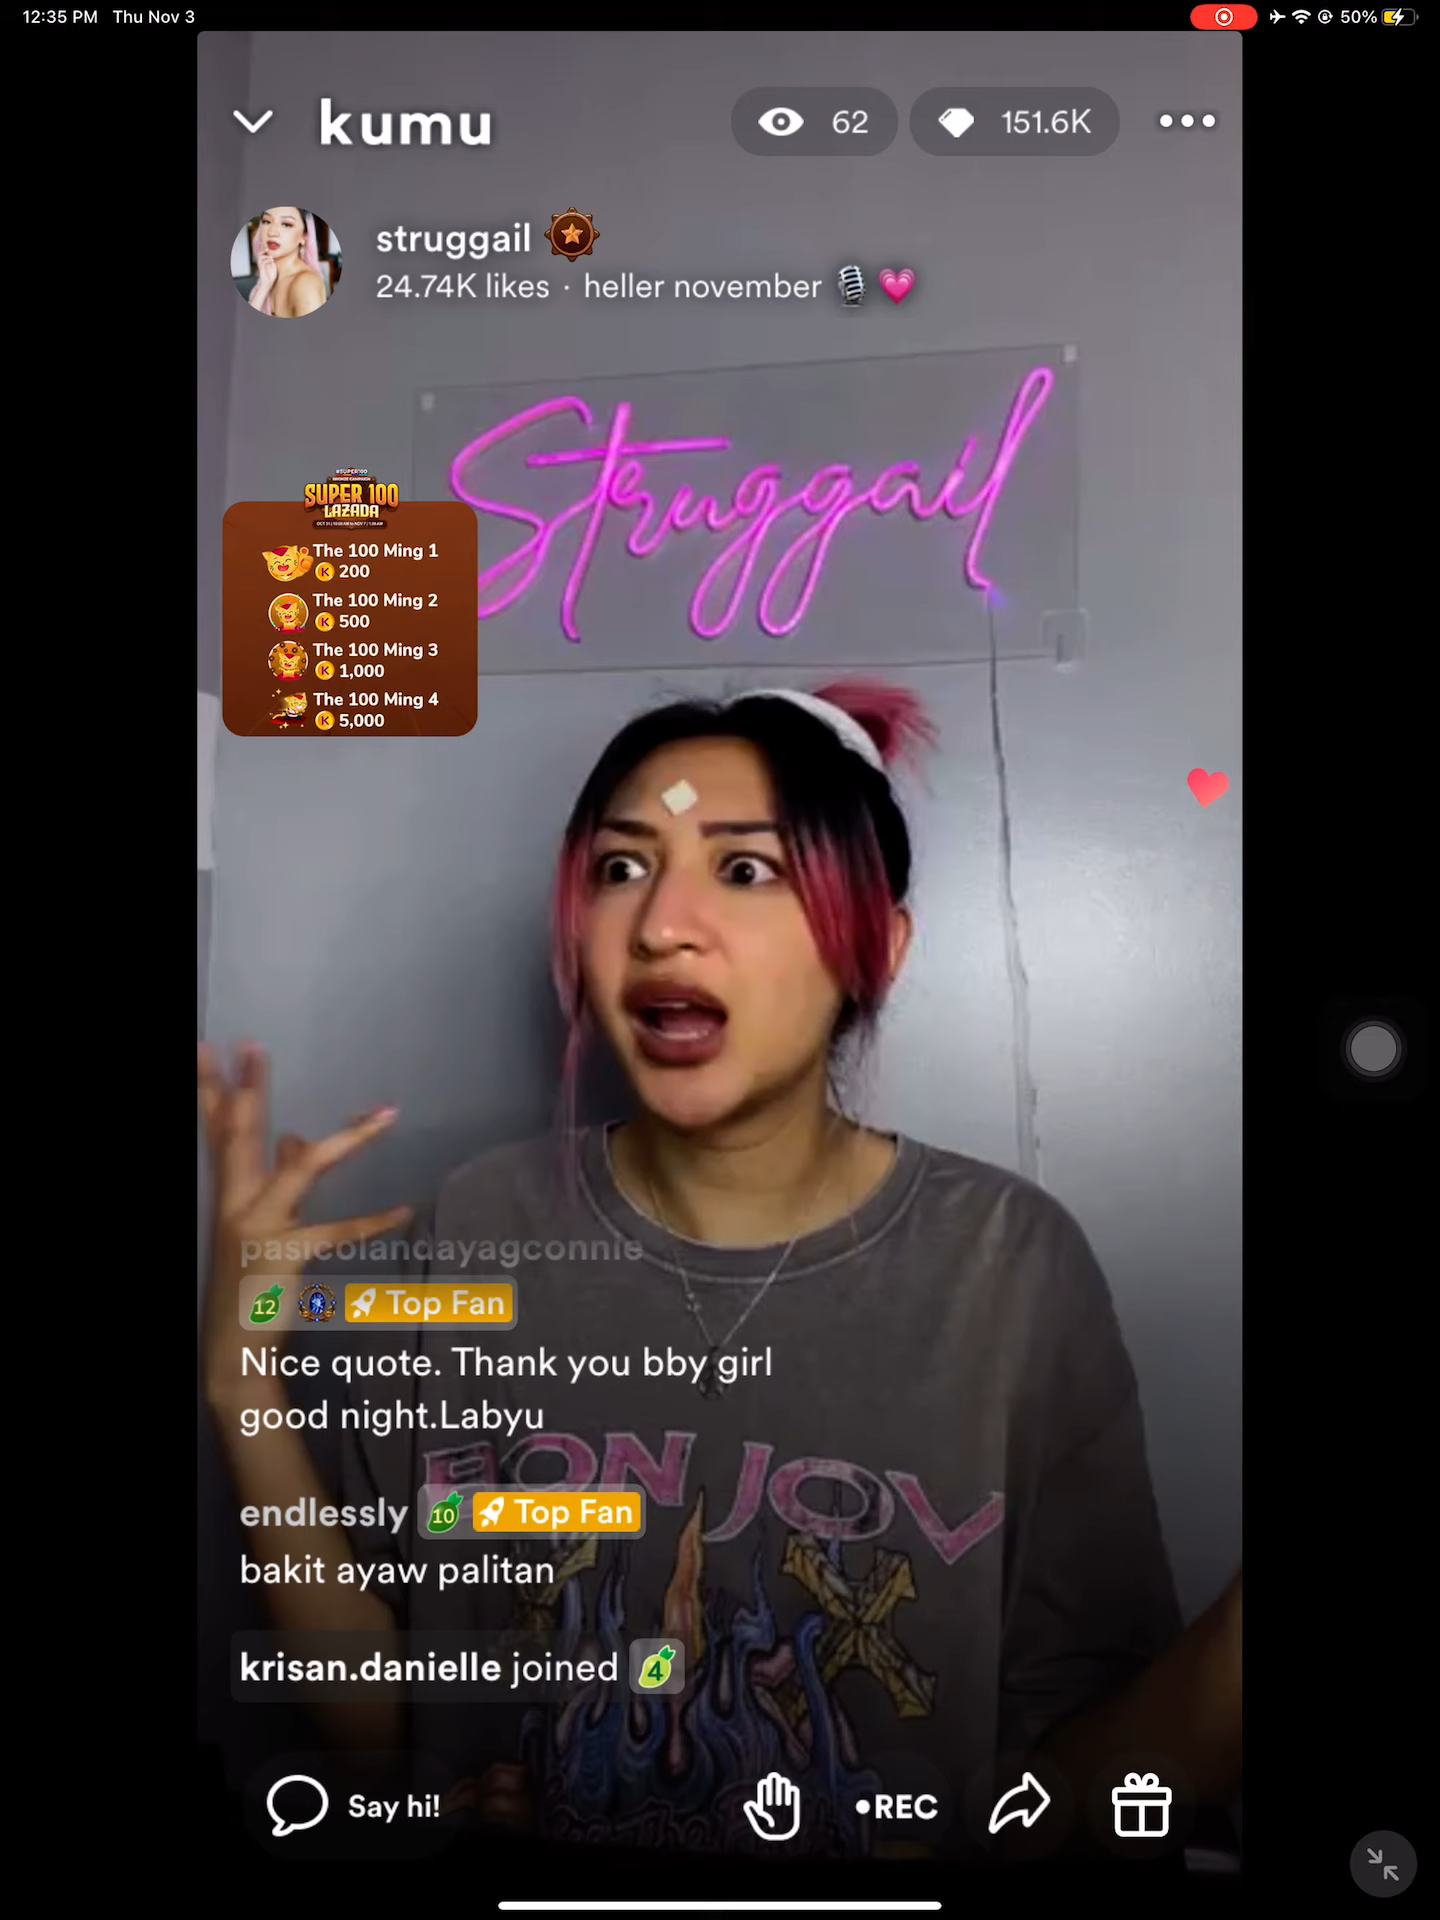 12:35 PM Thu Nov 3
50%
kumu
62
151.6K
struggail
24.74K likes · heller november
Struggail
#SUPER100
SUPER 100
LAZADA
The 100 Ming 1
K 200
The 100 Ming 2
K 500
The 100 Ming 3
K 1,000
The 100 Ming 4
K 5,000
pasicolandayagconnie
12 Top Fan
Nice quote. Thank you bby girl
good night.Labyu
BON JOV
endlessly 10 Top Fan
bakit ayaw palitan
krisan.danielle joined 4
Say hi!
•REC